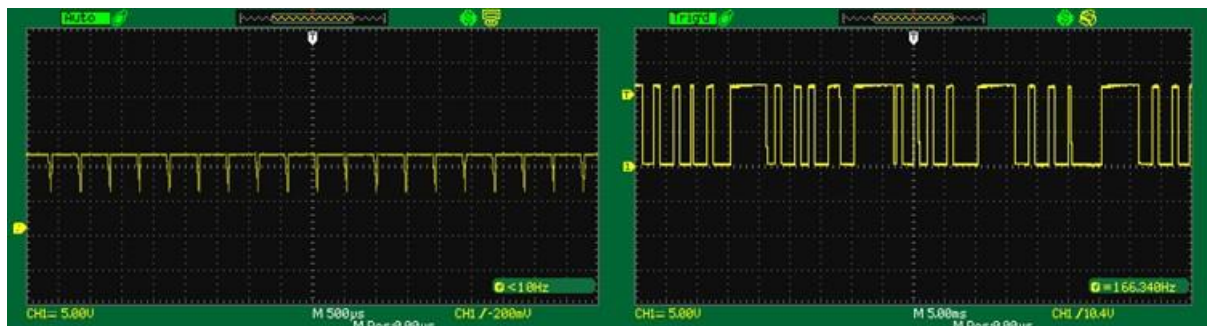 Auto
T
CH1= 5.00V
M 500µs
CH1 /-200mV
<10Hz
Trig'd
T
T
1
=166.340Hz
CH1= 5.00V
M 5.00ms
CH1 /10.4V